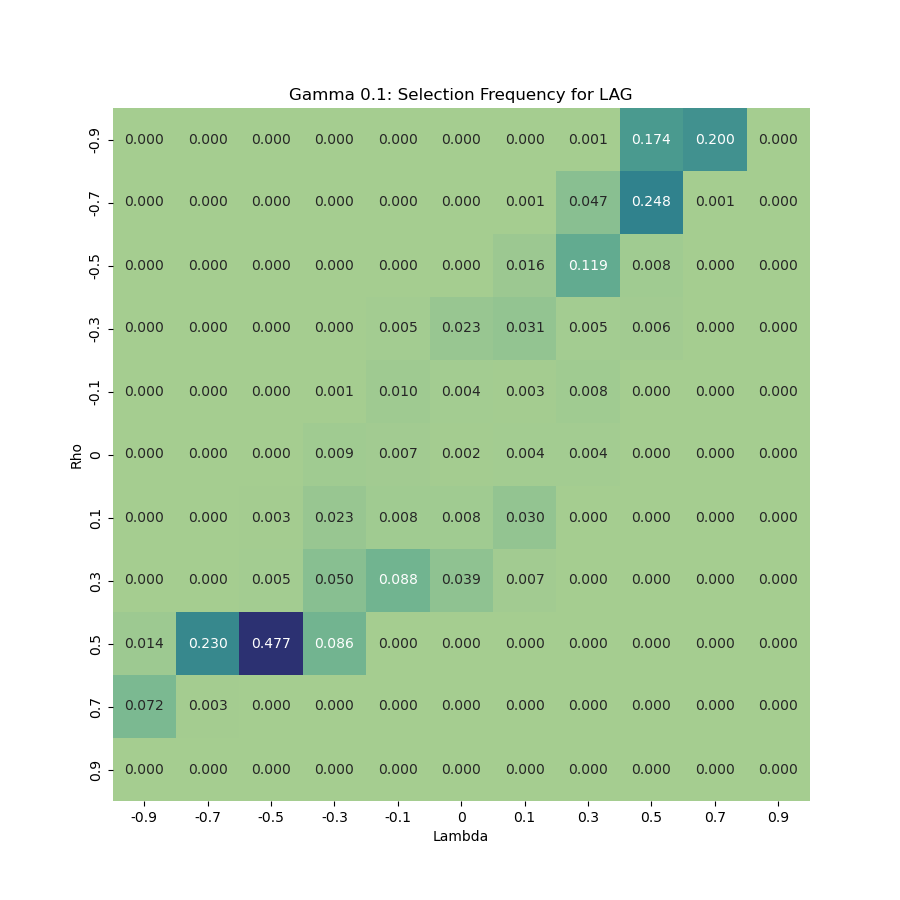 Gamma 0.1: Selection Frequency for LAG
-0.9 0.000 0.000 0.000 0.000 0.000 0.000 0.000 0.001 0.174 0.200 0.000
-0.7 0.000 0.000 0.000 0.000 0.000 0.000 0.001 0.047 0.248 0.001 0.000
-0.5 0.000 0.000 0.000 0.000 0.000 0.000 0.016 0.119 0.008 0.000 0.000
-0.3 0.000 0.000 0.000 0.000 0.005 0.023 0.031 0.005 0.006 0.000 0.000
-0.1 0.000 0.000 0.000 0.001 0.010 0.004 0.003 0.008 0.000 0.000 0.000
Rho
0 0.000 0.000 0.000 0.009 0.007 0.002 0.004 0.004 0.000 0.000 0.000
0.1 0.000 0.000 0.003 0.023 0.008 0.008 0.030 0.000 0.000 0.000 0.000
0.3 0.000 0.000 0.005 0.050 0.088 0.039 0.007 0.000 0.000 0.000 0.000
0.5 0.014 0.230 0.477 0.086 0.000 0.000 0.000 0.000 0.000 0.000 0.000
0.7 0.072 0.003 0.000 0.000 0.000 0.000 0.000 0.000 0.000 0.000 0.000
0.9 0.000 0.000 0.000 0.000 0.000 0.000 0.000 0.000 0.000 0.000 0.000
-0.9 -0.7 -0.5 -0.3 -0.1 0 0.1 0.3 0.5 0.7 0.9
Lambda